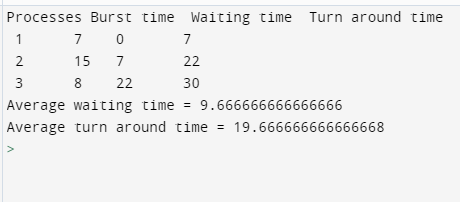 Processes Burst time  Waiting time  Turn around time
 1      7    0       7
 2      15   7       22
 3      8    22      30
Average waiting time = 9.666666666666666
Average turn around time = 19.666666666666668
>